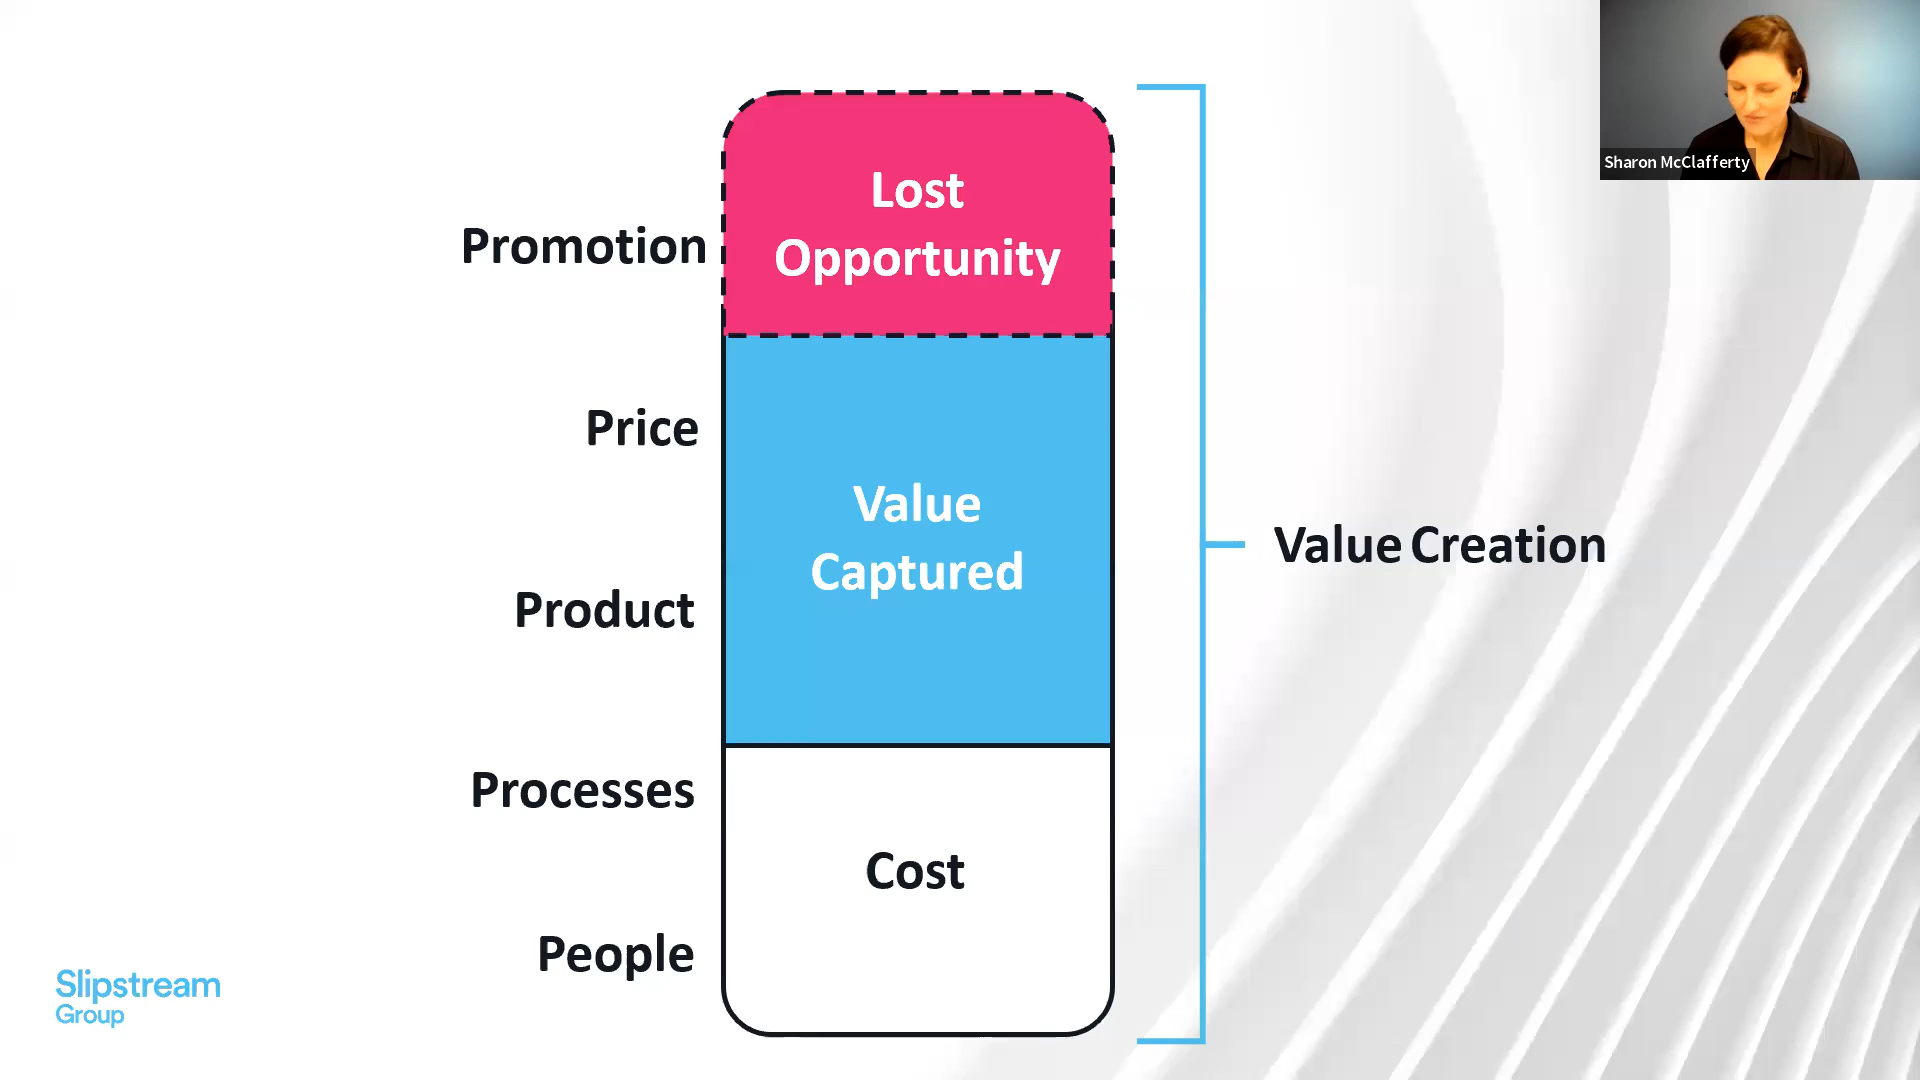 Sharon McClafferty
Lost
Opportunity
Promotion
Price
Value
Captured
Value Creation
Product
Processes
Cost
People
Slipstream
Group